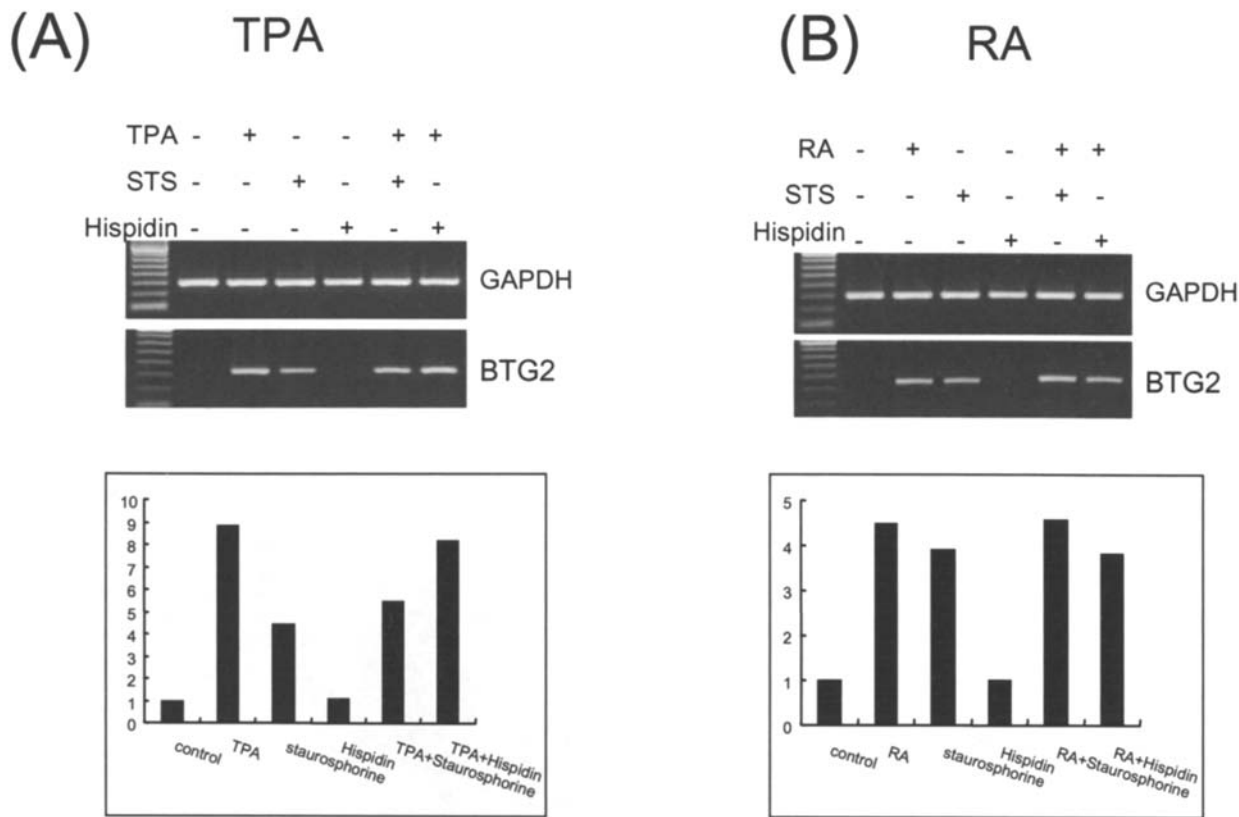 (A) TPA
TPA - + - - + +
STS - - + - + -
Hispidin - - - + - +
GAPDH
BTG2
10
9
8
7
6
5
4
3
2
1
0
control
TPA
staurosphorine
Hispidin
TPA+Staurosphorine
TPA+Hispidin
(B) RA
RA - + - - + +
STS - - + - + -
Hispidin - - - + - +
GAPDH
BTG2
5
4
3
2
1
0
control
RA
staurosphorine
Hispidin
RA+Staurosphorine
RA+Hispidin